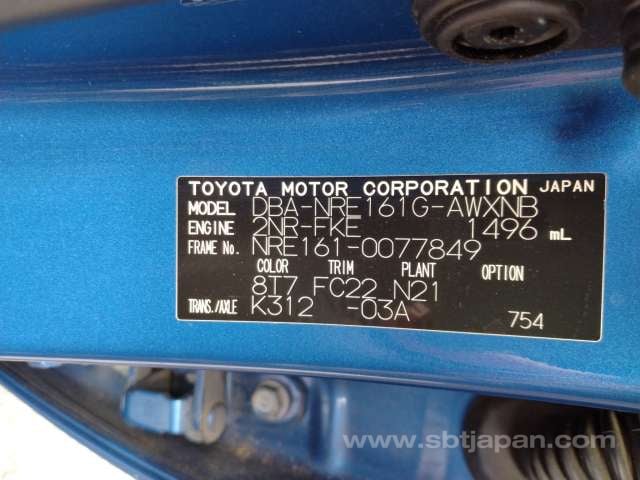 TOYOTA MOTOR CORPORATION JAPAN
MODEL DBA-NRE161G-AWXNB
ENGINE 2NR-FKE 1496 mL
FRAME No. NRE161-0077849
COLOR TRIM PLANT OPTION
8T7 FC22 N21
TRANS./AXLE K312 -03A
754
www.sbtjapan.com